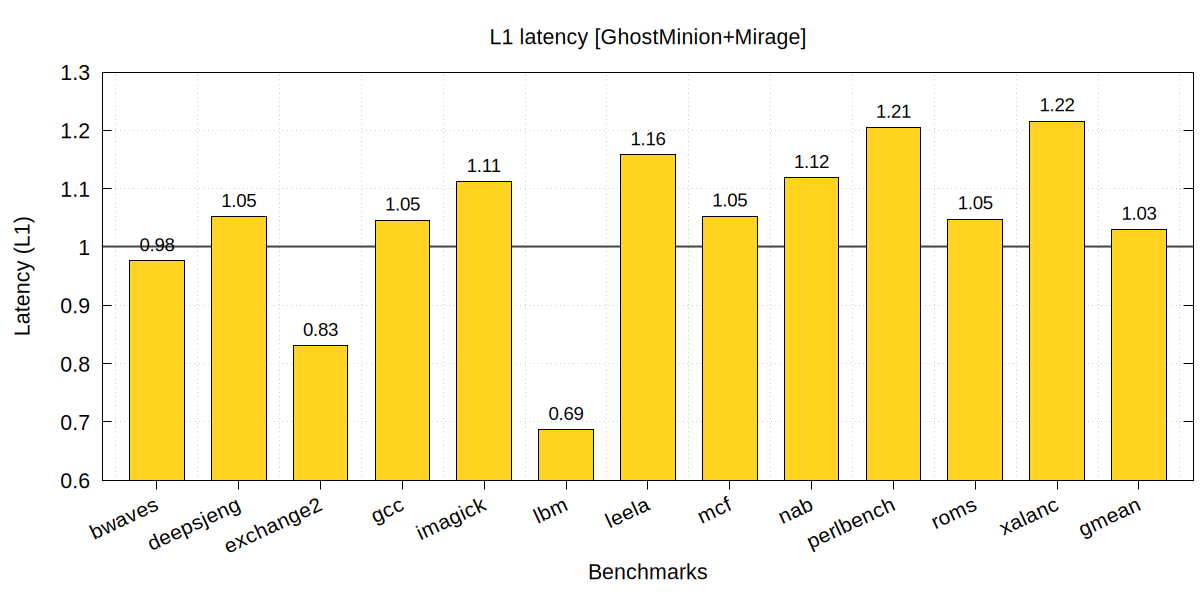 L1 latency [GhostMinion+Mirage]
Latency (L1)
1.3
1.2
1.1
1
0.9
0.8
0.7
0.6
0.98
1.05
0.83
1.05
1.11
0.69
1.16
1.05
1.12
1.21
1.05
1.22
1.03
bwaves
deepsjeng
exchange2
gcc
imagick
lbm
leela
mcf
nab
perlbench
roms
xalanc
gmean
Benchmarks